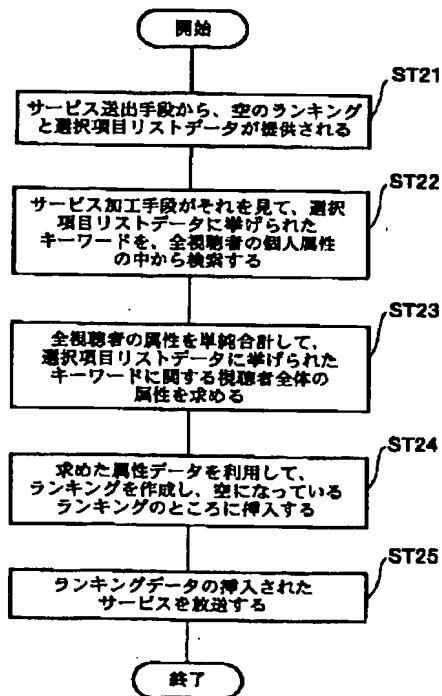 開始
ST21
サービス送出手段から、空のランキング
と選択項目リストデータが提供される
ST22
サービス加工手段がそれを見て、選択
項目リストデータに挙げられた
キーワードを、全視聴者の個人属性
の中から検索する
ST23
全視聴者の属性を単純合計して、
選択項目リストデータに挙げられた
キーワードに関する視聴者全体の
属性を求める
ST24
求めた属性データを利用して、
ランキングを作成し、空になっている
ランキングのところに挿入する
ST25
ランキングデータの挿入された
サービスを放送する
終了